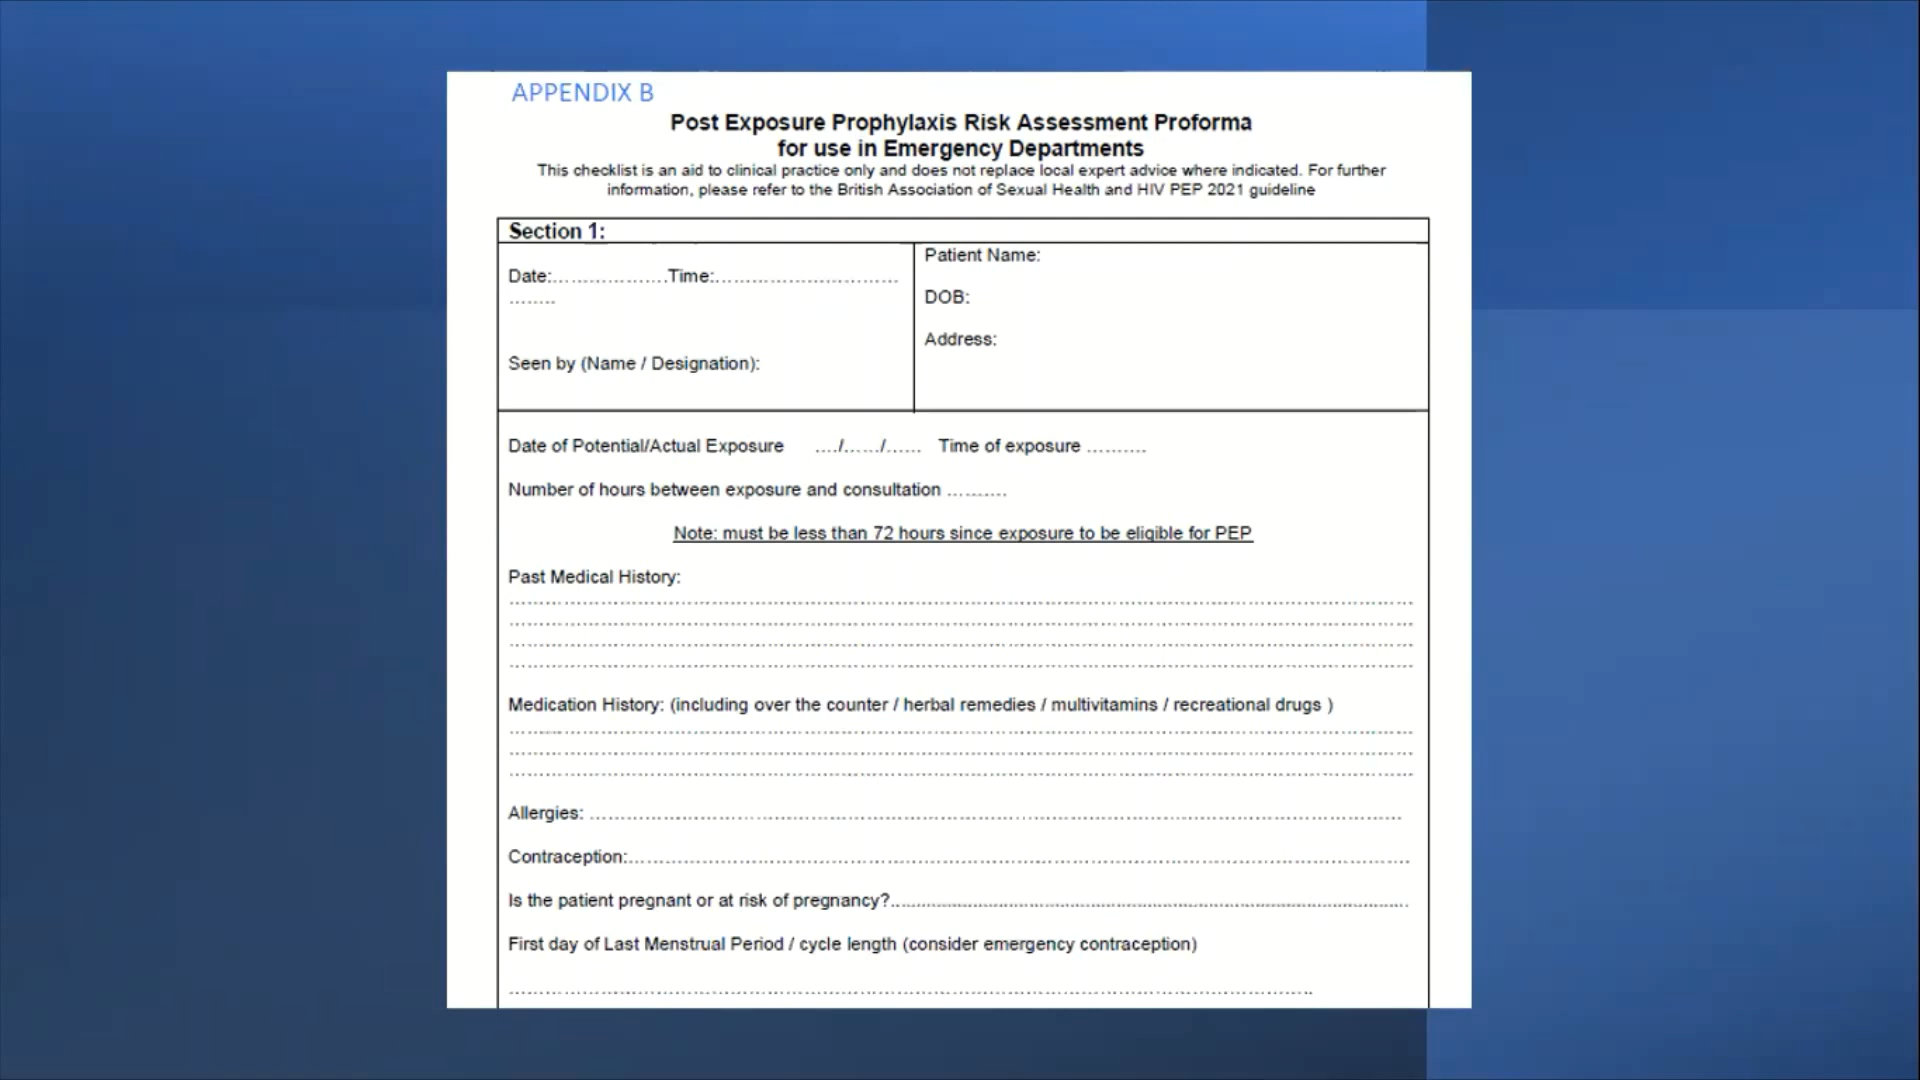 APPENDIX B
Post Exposure Prophylaxis Risk Assessment Proforma
for use in Emergency Departments
This checklist is an aid to clinical practice only and does not replace local expert advice where indicated. For further
information, please refer to the British Association of Sexual Health and HIV PEP 2021 guideline
Section 1:
Date:....................Time:................................
........
Seen by (Name / Designation):
Patient Name:
DOB:
Address:
Date of Potential/Actual Exposure ..../....../...... Time of exposure ..........
Number of hours between exposure and consultation ..........
Note: must be less than 72 hours since exposure to be eligible for PEP
Past Medical History:
Medication History: (including over the counter / herbal remedies / multivitamins / recreational drugs )
Allergies: ................................................................
Contraception:................................................................
Is the patient pregnant or at risk of pregnancy?................................................................
First day of Last Menstrual Period / cycle length (consider emergency contraception)